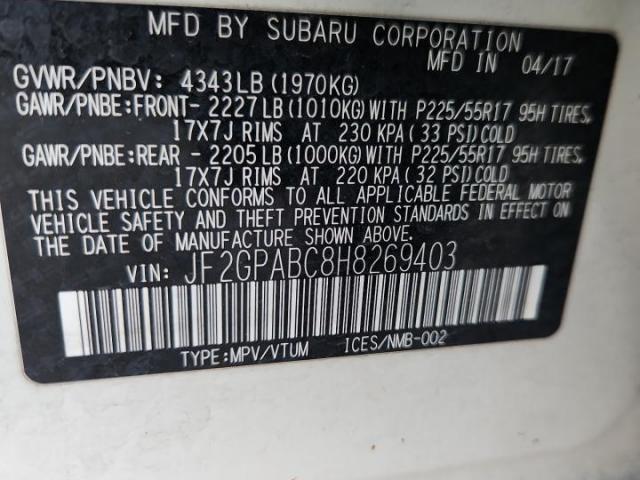 MFD BY SUBARU CORPORATION
MFD IN 04/17
GVWR/PNBV: 4343LB (1970KG)
GAWR/PNBE:FRONT- 2227LB (1010KG) WITH P225/55R17 95H TIRES,
17X7J RIMS AT 230 KPA (33 PSI) COLD
GAWR/PNBE:REAR - 2205LB (1000KG) WITH P225/55R17 95H TIRES,
17X7J RIMS AT 220 KPA (32 PSI) COLD
THIS VEHICLE CONFORMS TO ALL APPLICABLE FEDERAL MOTOR
VEHICLE SAFETY AND THEFT PREVENTION STANDARDS IN EFFECT ON
THE DATE OF MANUFACTURE SHOWN ABOVE.
VIN: JF2GPABC8H8269403
TYPE:MPV/VTUM ICES/NMB-002